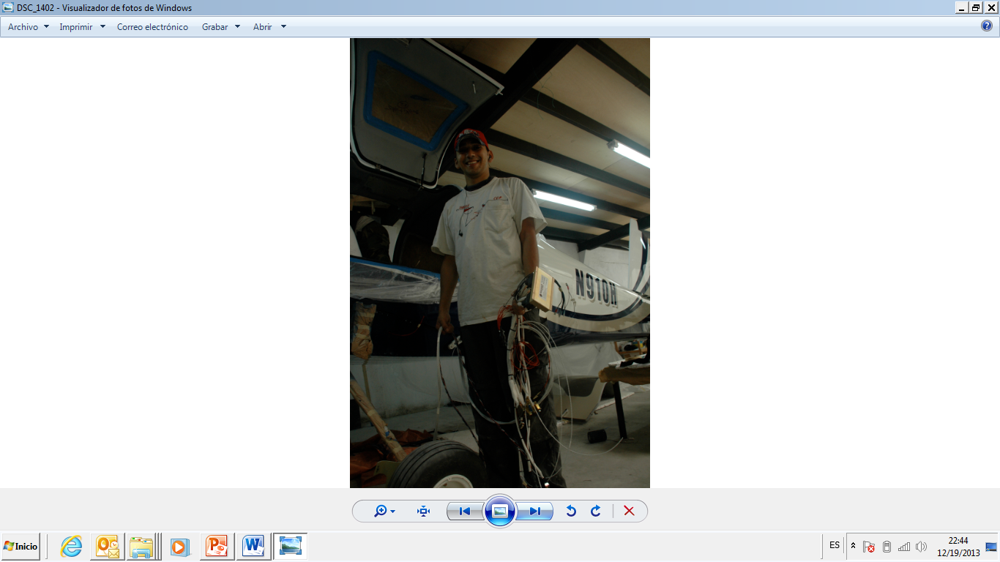 DSC_1402 - Visualizador de fotos de Windows
Archivo Imprimir Correo electrónico Grabar Abrir
N910H
Inicio
ES
22:44
12/19/2013